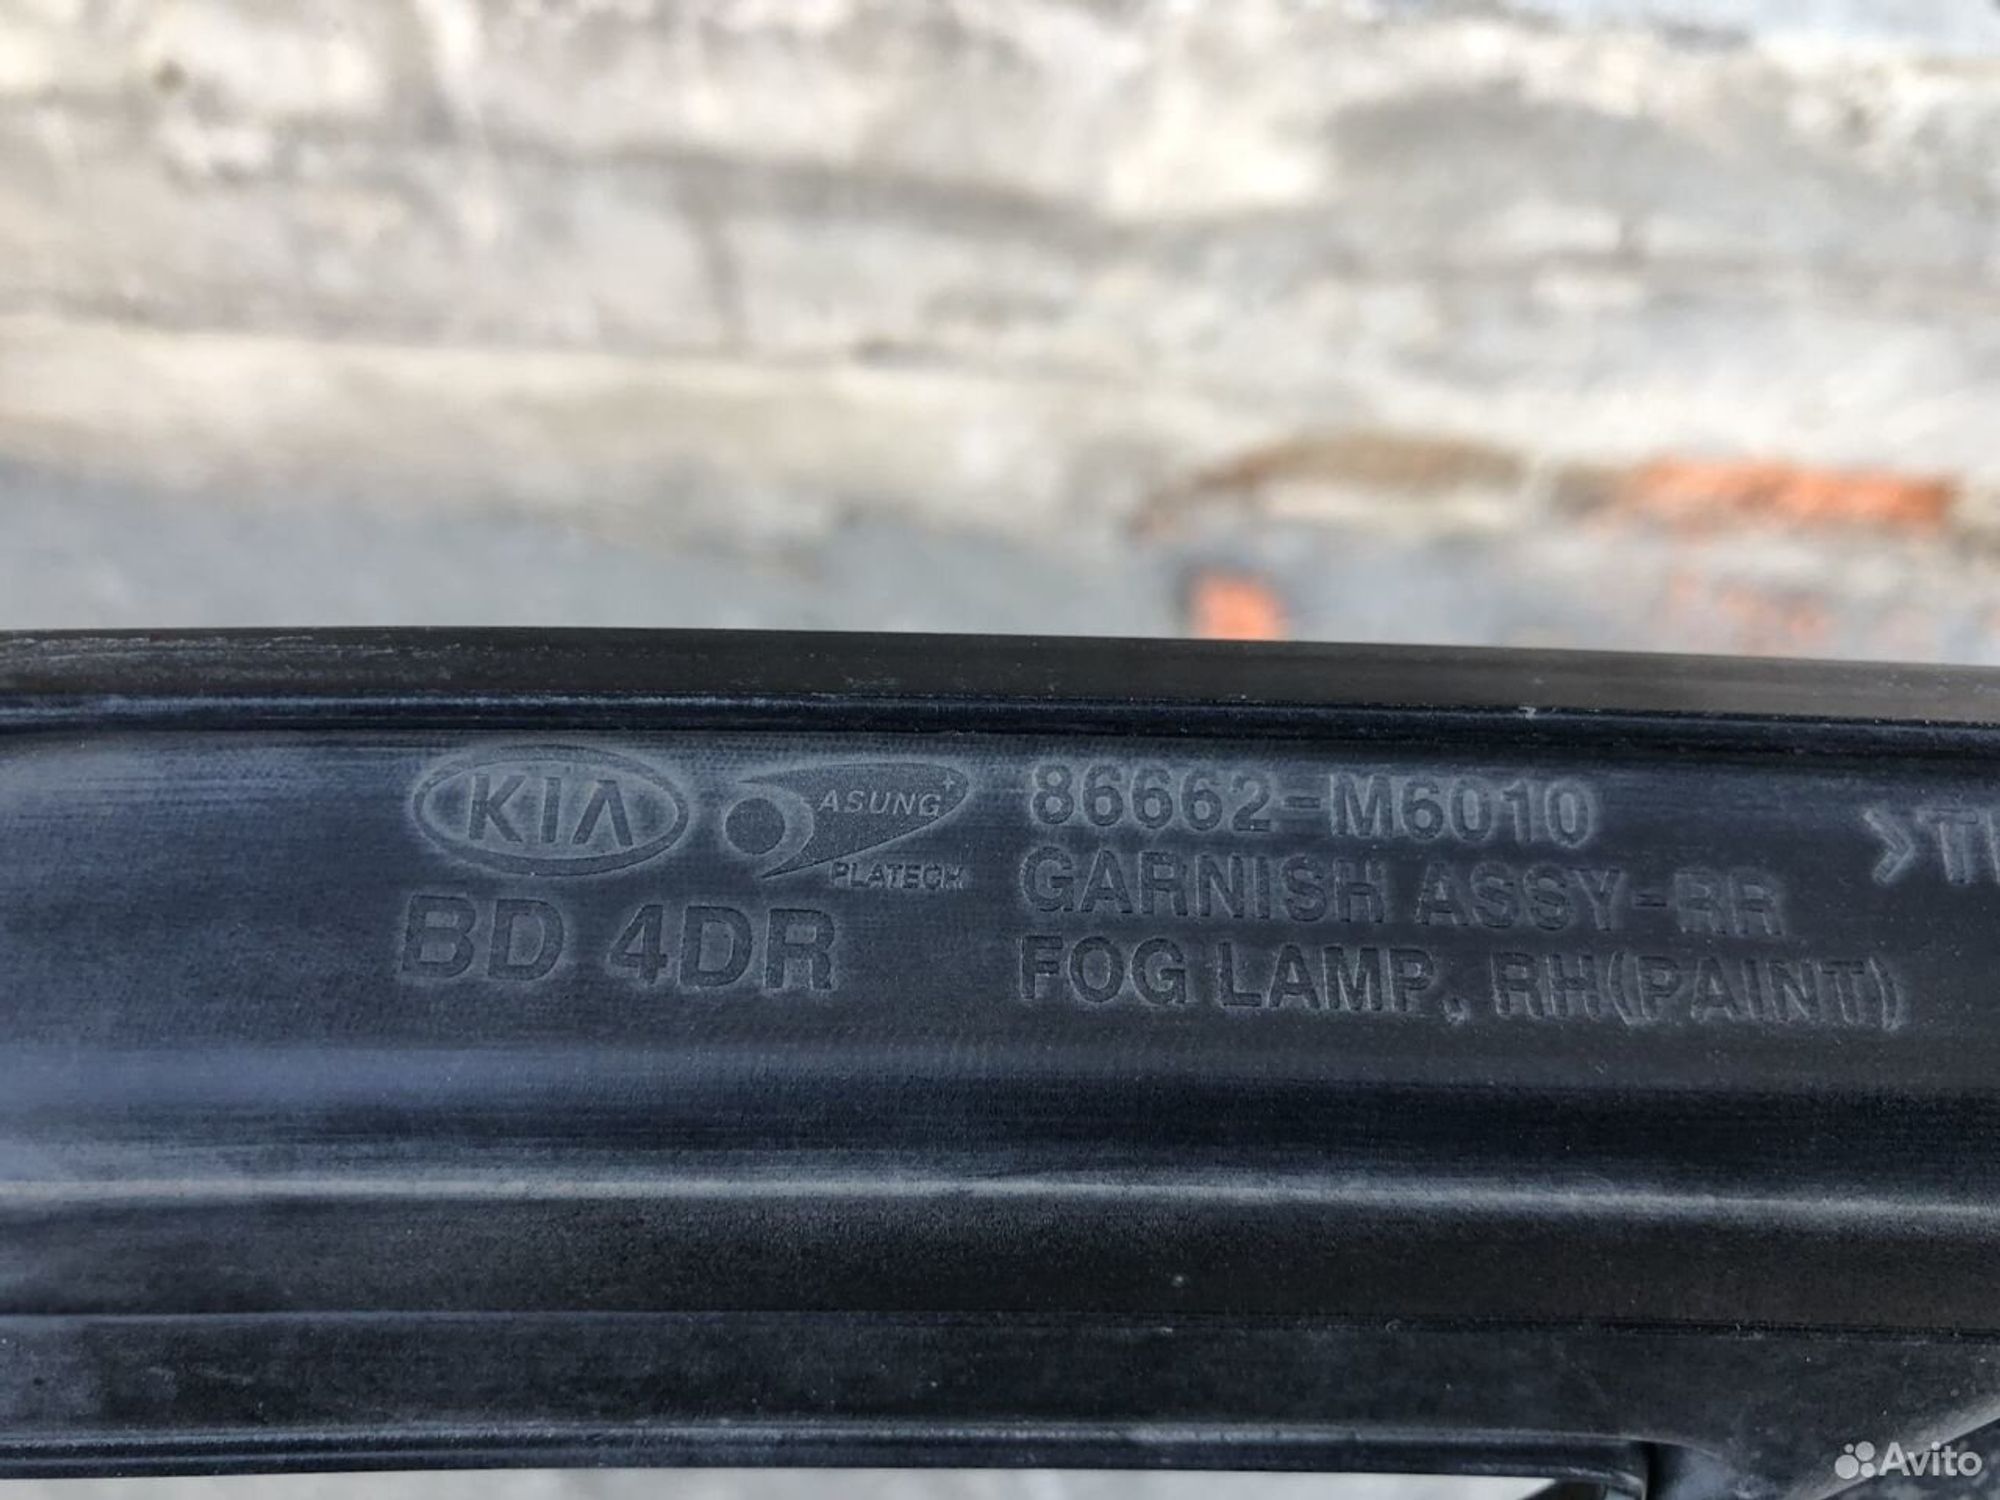 KIA
ASUNG+
PLATECH
BD 4DR
86662-M6010
GARNISH ASSY-RR
FOG LAMP, RH(PAINT)
Avito